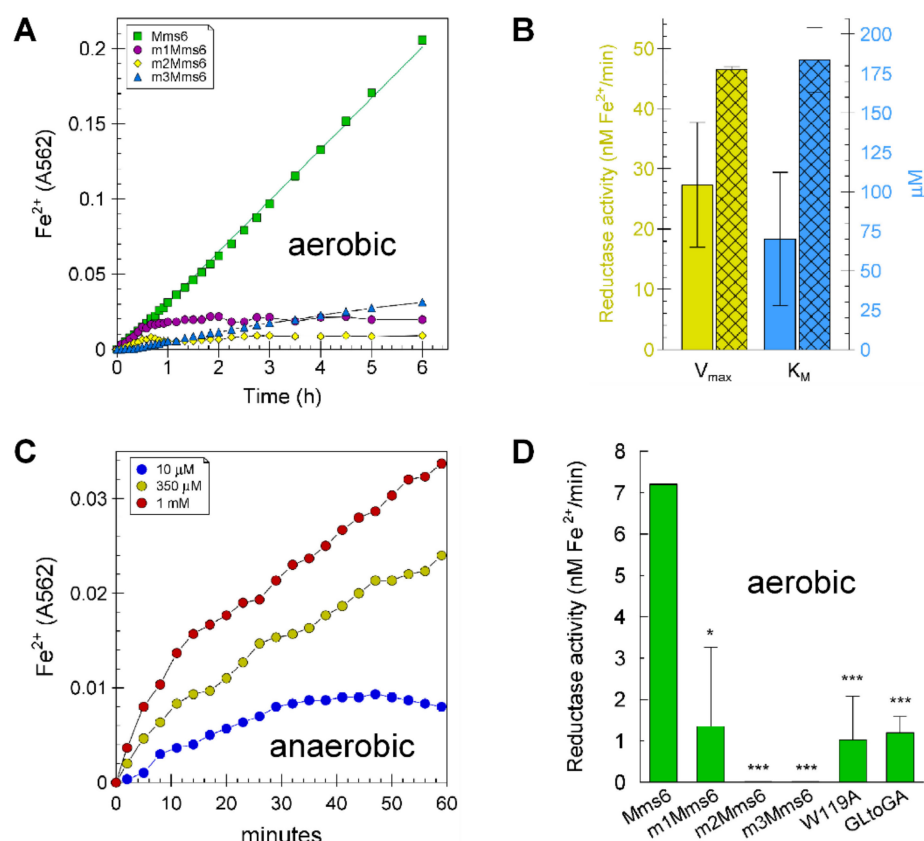 A
Mms6
m1Mms6
m2Mms6
m3Mms6
0.2
0.15
0.1
0.05
0
Fe2+ (A562)
aerobic
0 1 2 3 4 5 6
Time (h)
B
50
40
30
20
10
0
Reductase activity (nM Fe2+/min)
200
175
150
125
100
75
50
25
0
µM
Vmax KM
C
10 µM
350 µM
1 mM
0.03
0.02
0.01
0
Fe2+ (A562)
anaerobic
0 10 20 30 40 50 60
minutes
D
8
7
6
5
4
3
2
1
0
Reductase activity (nM Fe2+/min)
aerobic
*
***
***
***
***
Mms6
m1Mms6
m2Mms6
m3Mms6
W119A
GLtoGA